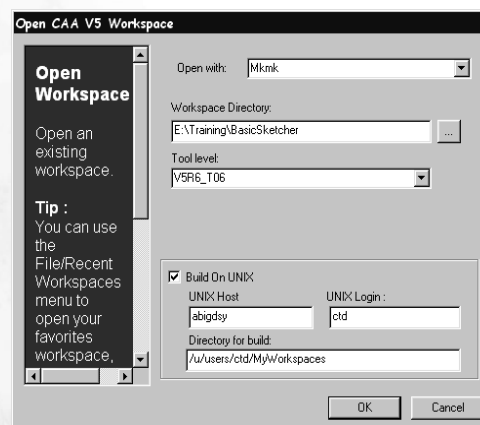 Open CAA V5 Workspace
Open
Workspace
Open an
existing
workspace.
Tip :
You can use
the
File/Recent
Workspaces
menu to
open your
favorites
workspace,
Open with:
Mkmk
Workspace Directory:
E:\Training\BasicSketcher
...
Tool level:
V5R6_T06
Build On UNIX
UNIX Host
UNIX Login :
abigdsy
ctd
Directory for build:
/u/users/ctd/MyWorkspaces
OK
Cancel